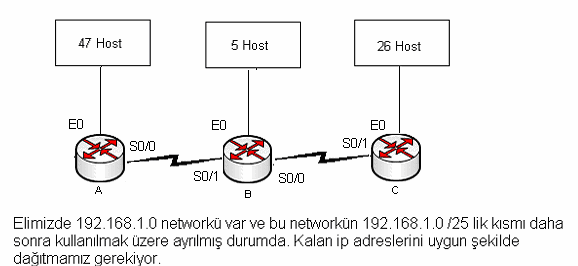 47 Host
5 Host
26 Host
E0
E0
E0
S0/0
S0/1
S0/1
S0/0
A
B
C
Elimizde 192.168.1.0 networkü var ve bu networkün 192.168.1.0 /25 lik kısmı daha
sonra kullanılmak üzere ayrılmış durumda. Kalan ip adreslerini uygun şekilde
dağıtmamız gerekiyor.